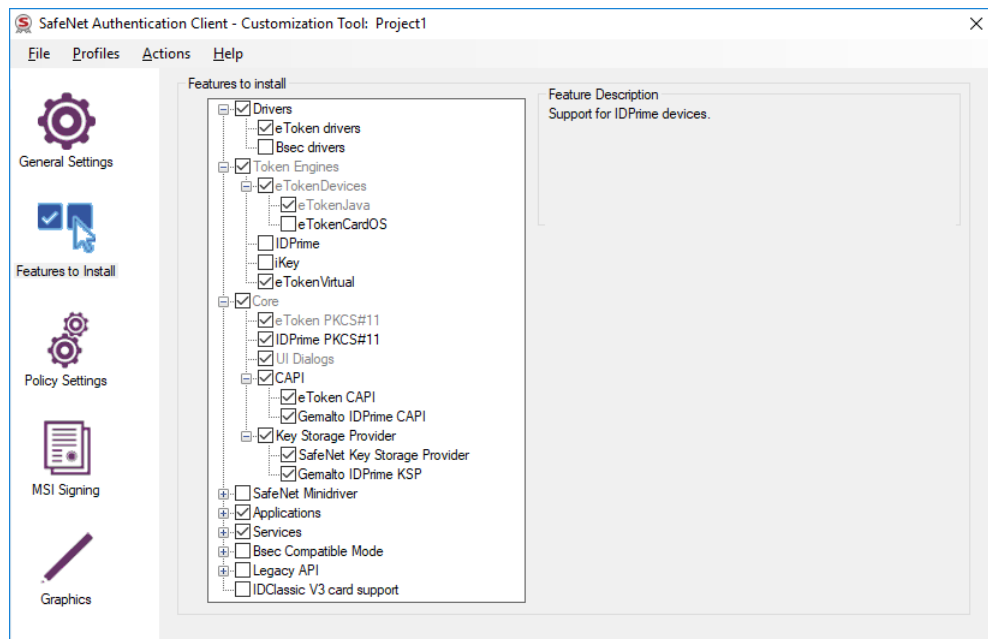 SafeNet Authentication Client - Customization Tool: Project1
File Profiles Actions Help
General Settings
Features to Install
Policy Settings
MSI Signing
Graphics
Features to install
Drivers
eToken drivers
Bsec drivers
Token Engines
eTokenDevices
eTokenJava
eTokenCardOS
IDPrime
iKey
eTokenVirtual
Core
eToken PKCS#11
IDPrime PKCS#11
UI Dialogs
CAPI
eToken CAPI
Gemalto IDPrime CAPI
Key Storage Provider
SafeNet Key Storage Provider
Gemalto IDPrime KSP
SafeNet Minidriver
Applications
Services
Bsec Compatible Mode
Legacy API
IDClassic V3 card support
Feature Description
Support for IDPrime devices.